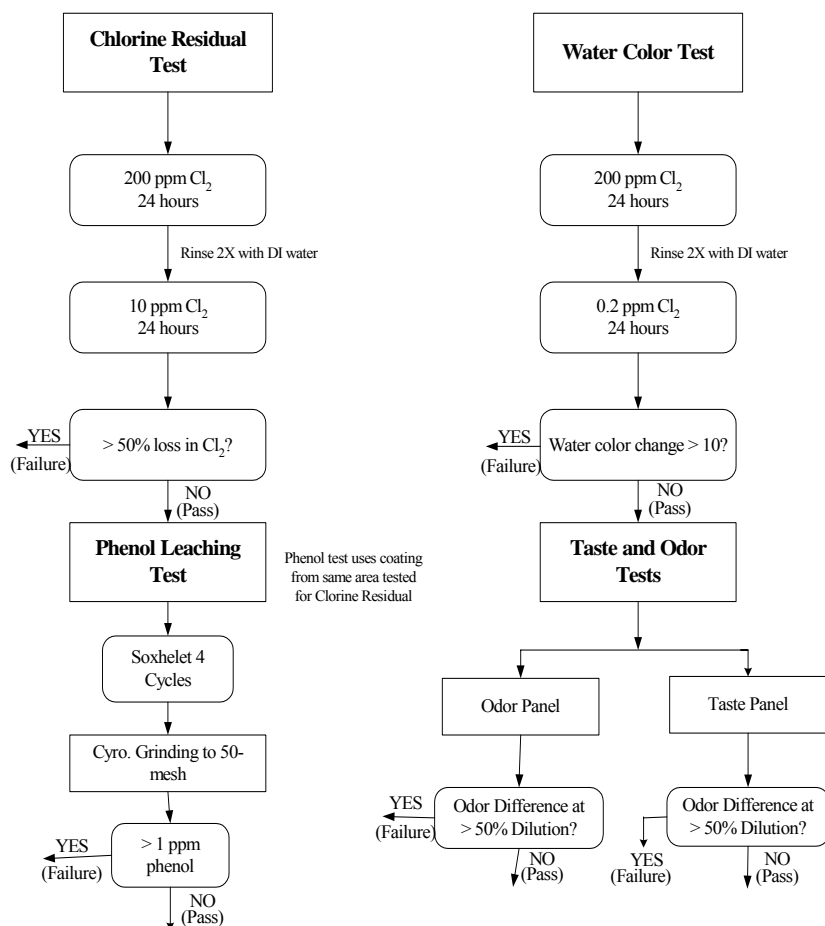 Chlorine Residual
Test
200 ppm Cl₂
24 hours
Rinse 2X with DI water
10 ppm Cl₂
24 hours
> 50% loss in Cl₂?
YES
(Failure)
NO
(Pass)
Phenol Leaching
Test
Phenol test uses coating
from same area tested
for Clorine Residual
Soxhelet 4
Cycles
Cyro. Grinding to 50-
mesh
> 1 ppm
phenol
YES
(Failure)
NO
(Pass)
Water Color Test
200 ppm Cl₂
24 hours
Rinse 2X with DI water
0.2 ppm Cl₂
24 hours
Water color change > 10?
YES
(Failure)
NO
(Pass)
Taste and Odor
Tests
Odor Panel
Odor Difference at
> 50% Dilution?
YES
(Failure)
NO
(Pass)
Taste Panel
Odor Difference at
> 50% Dilution?
YES
(Failure)
NO
(Pass)